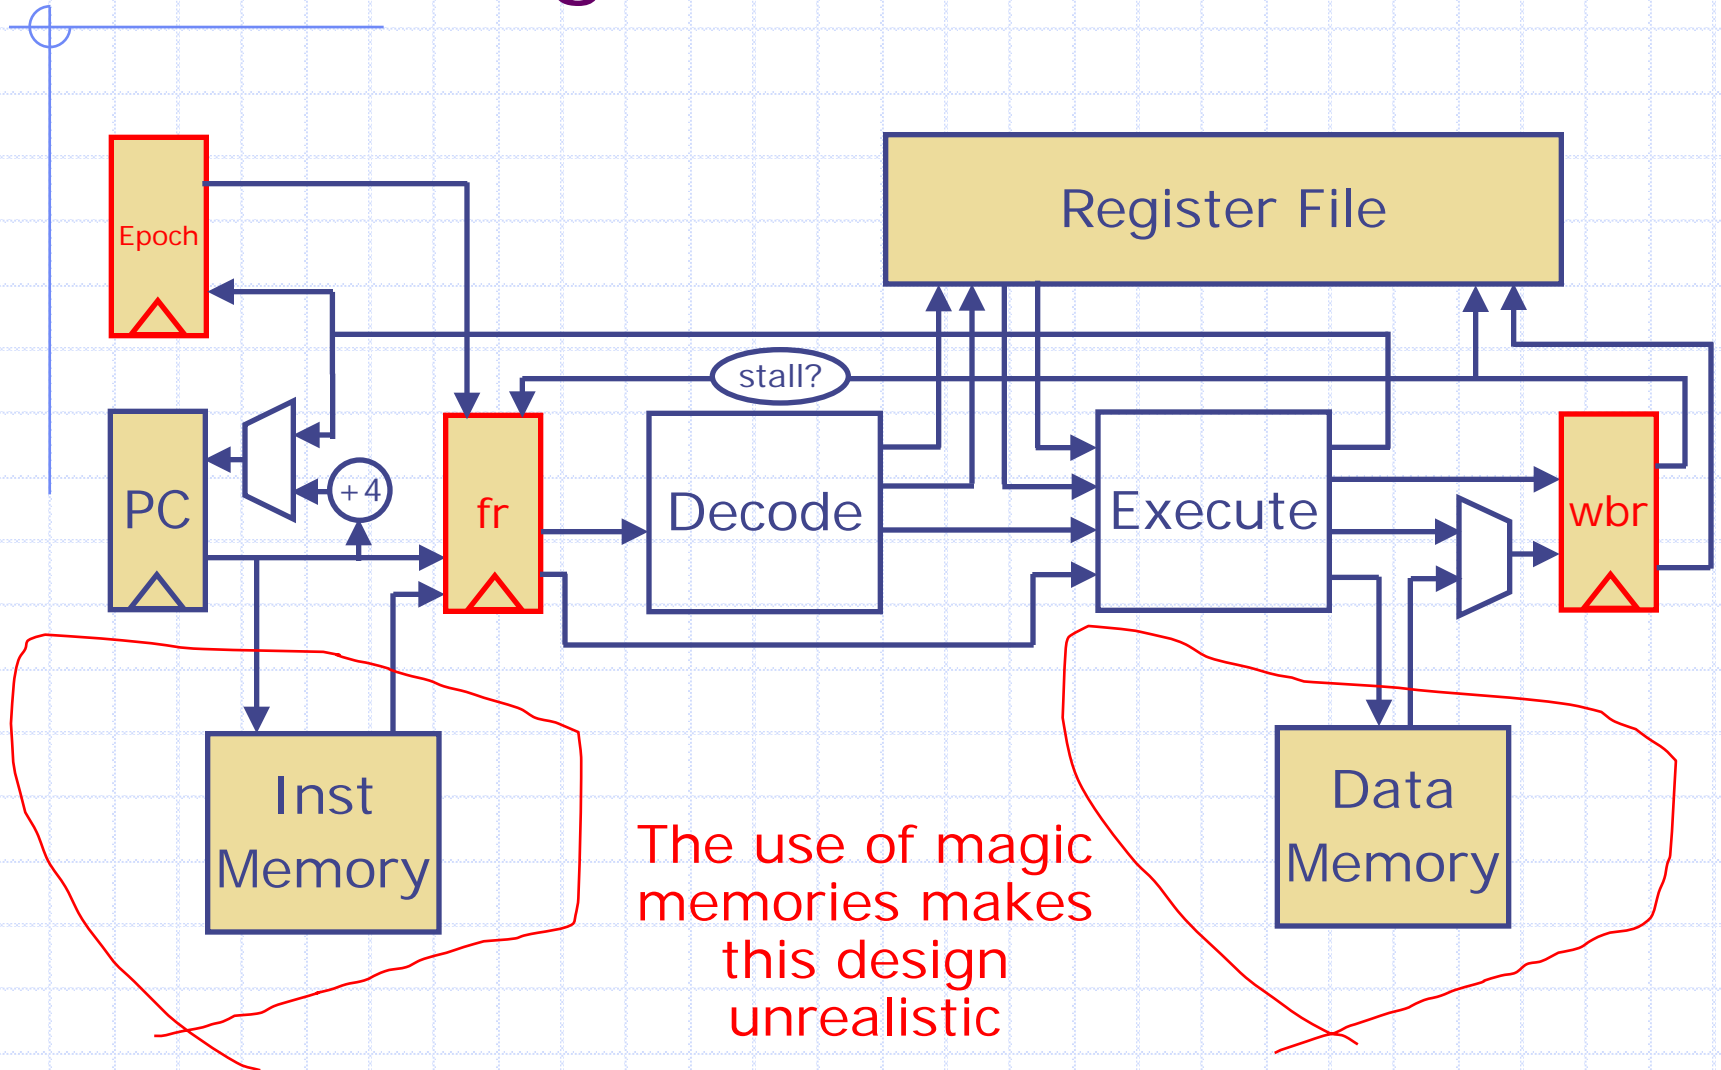 Register File
Epoch
stall?
PC
+4
fr
Decode
Execute
wbr
Inst
Memory
Data
Memory
The use of magic
memories makes
this design
unrealistic